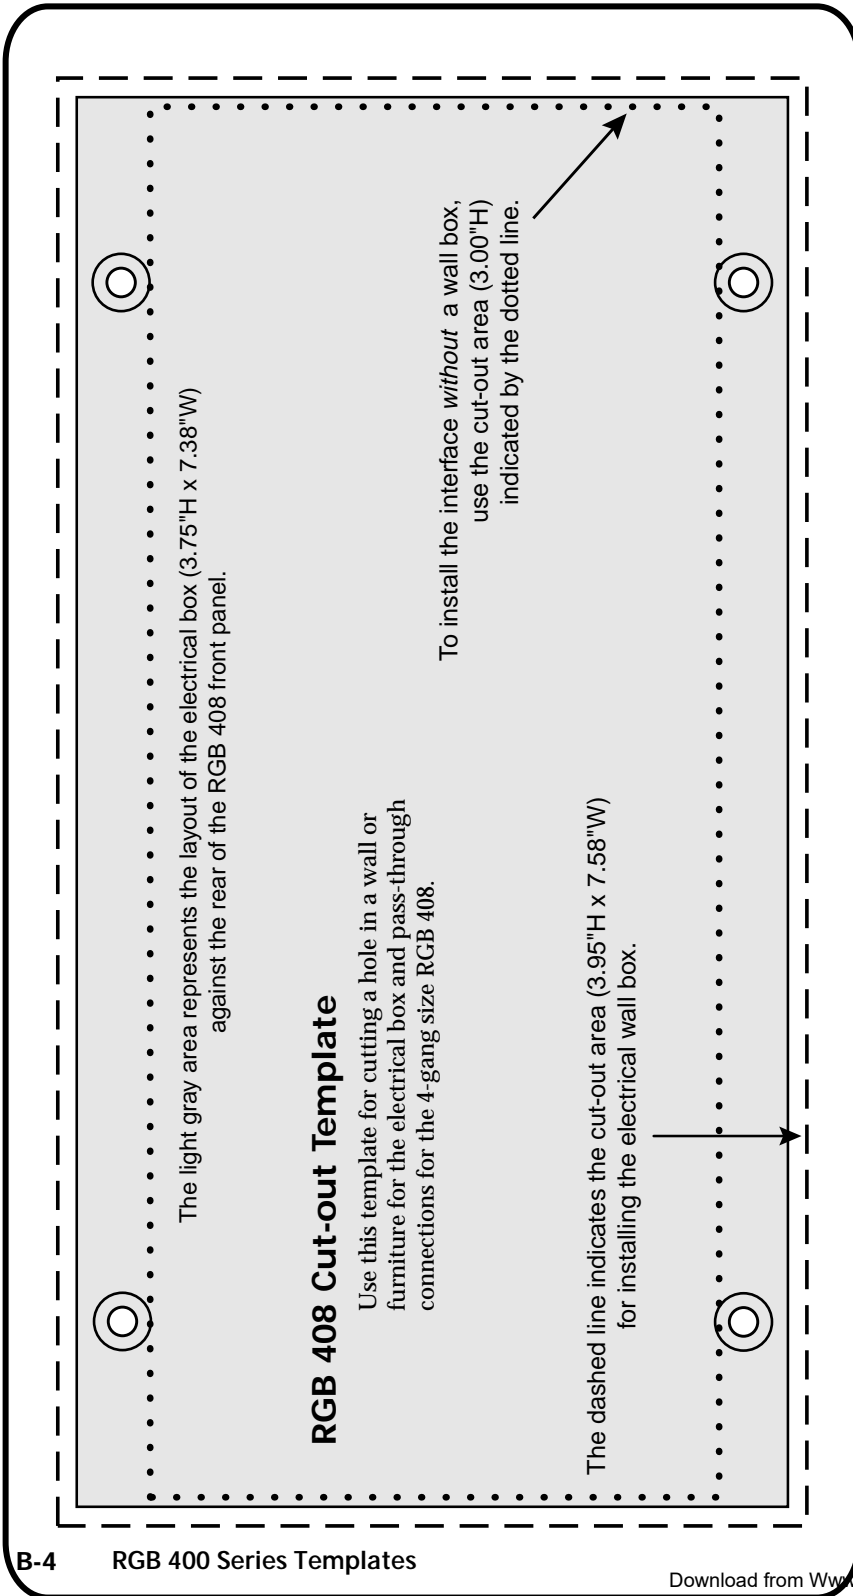 The light gray area represents the layout of the electrical box (3.75"H x 7.38"W)
against the rear of the RGB 408 front panel.
RGB 408 Cut-out Template
Use this template for cutting a hole in a wall or
furniture for the electrical box and pass-through
connections for the 4-gang size RGB 408.
To install the interface without a wall box,
use the cut-out area (3.00"H)
indicated by the dotted line.
The dashed line indicates the cut-out area (3.95"H x 7.58"W)
for installing the electrical wall box.
B-4 RGB 400 Series Templates
Download from